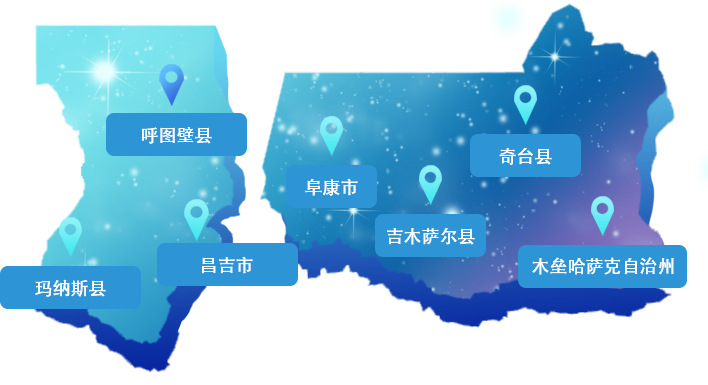 呼图壁县
奇台县
阜康市
吉木萨尔县
昌吉市
木垒哈萨克自治州
玛纳斯县